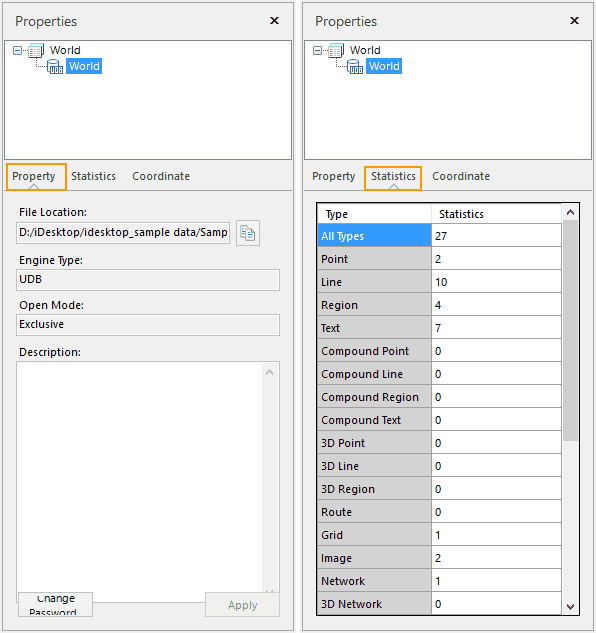 Properties
World
World
Property Statistics Coordinate
File Location:
D:/iDesktop/idesktop_sample data/Samp
Engine Type:
UDB
Open Mode:
Exclusive
Description:
Change
Password
Apply
Properties
World
World
Property Statistics Coordinate
Type Statistics
All Types 27
Point 2
Line 10
Region 4
Text 7
Compound Point 0
Compound Line 0
Compound Region 0
Compound Text 0
3D Point 0
3D Line 0
3D Region 0
Route 0
Grid 1
Image 2
Network 1
3D Network 0